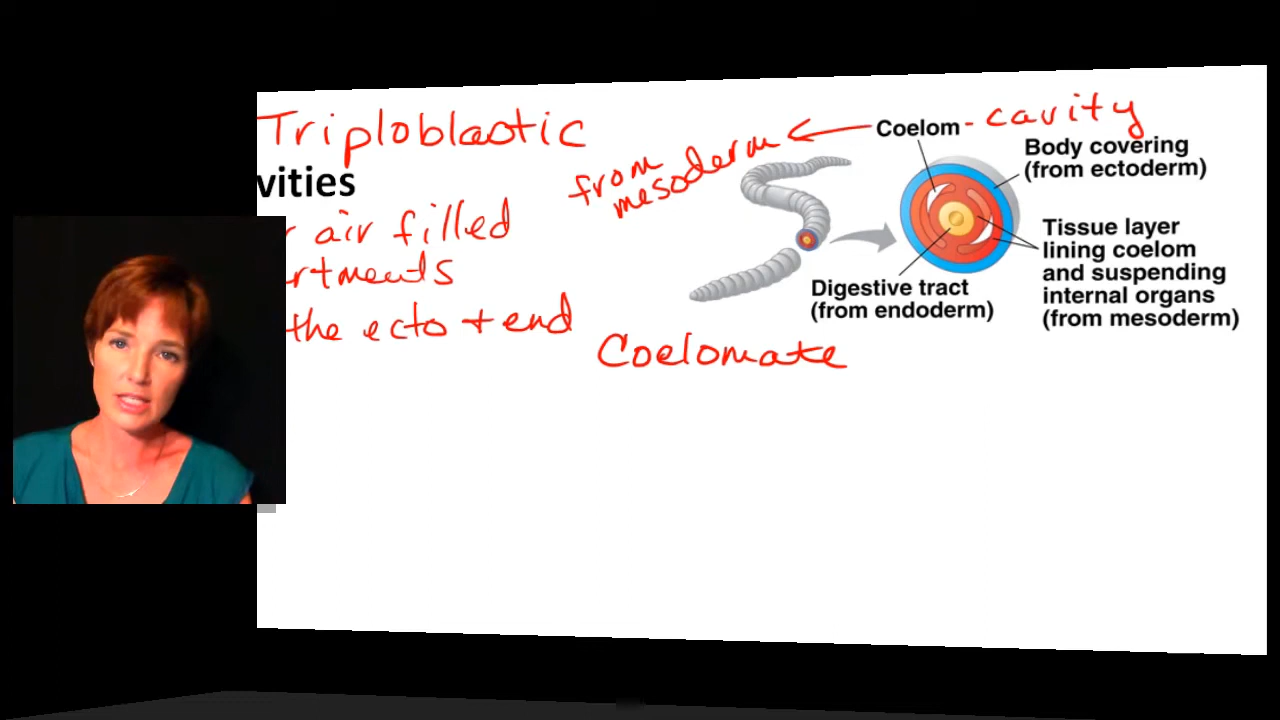 Triploblastic
vities
air filled
rtments
the ecto + end
from
mesoderm
Coelom - cavity
Body covering
(from ectoderm)
Tissue layer
lining coelom
and suspending
internal organs
(from mesoderm)
Digestive tract
(from endoderm)
Coelomate